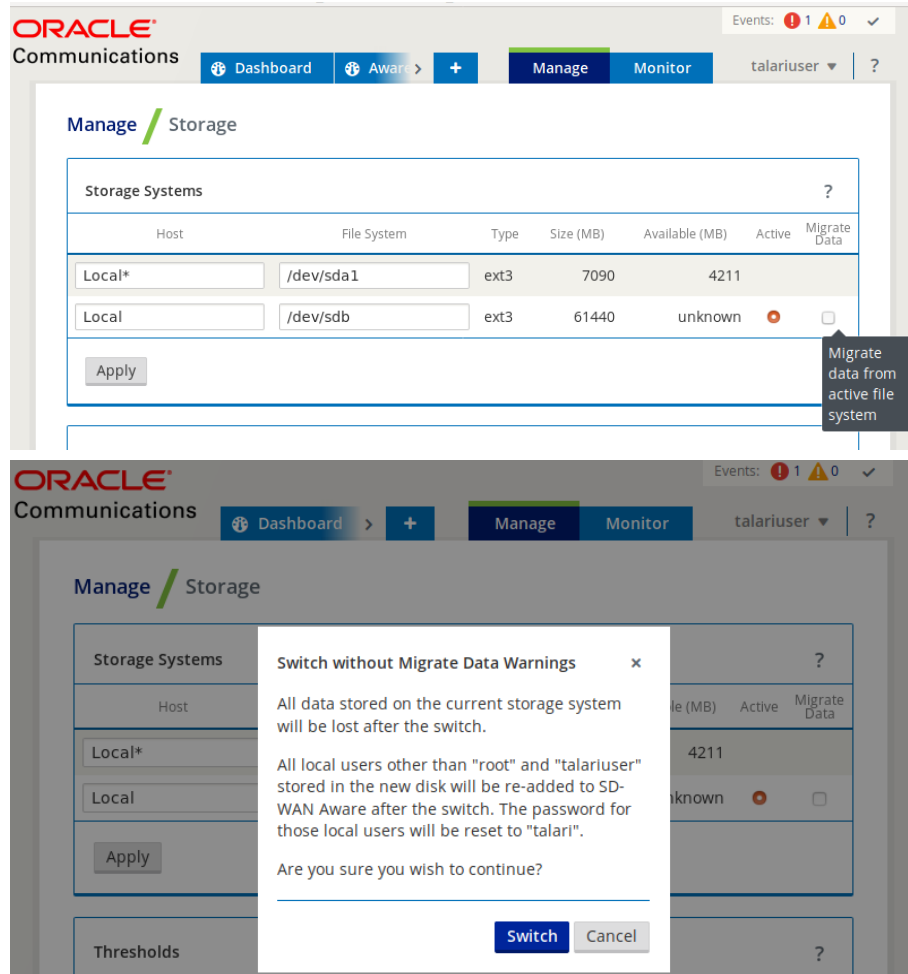 ORACLE
Communications
Events: 1 0
Dashboard
+
Manage
Monitor
talariuser
?
Manage / Storage
Storage Systems
?
Host File System Type Size (MB) Available (MB) Active Migrate Data
Local* /dev/sda1 ext3 7090 4211
Local /dev/sdb ext3 61440 unknown
Apply
Migrate
data from
active file
system
ORACLE
Communications
Events: 1 0
Dashboard
+
Manage
Monitor
talariuser
?
Manage / Storage
Storage Systems
?
Host (MB) Active Migrate Data
Local* 4211
Local
Apply
Switch without Migrate Data Warnings ×
All data stored on the current storage system
will be lost after the switch.
All local users other than "root" and "talariuser"
stored in the new disk will be re-added to SD-
WAN Aware after the switch. The password for
those local users will be reset to "talari".
Are you sure you wish to continue?
Switch Cancel
Thresholds
?